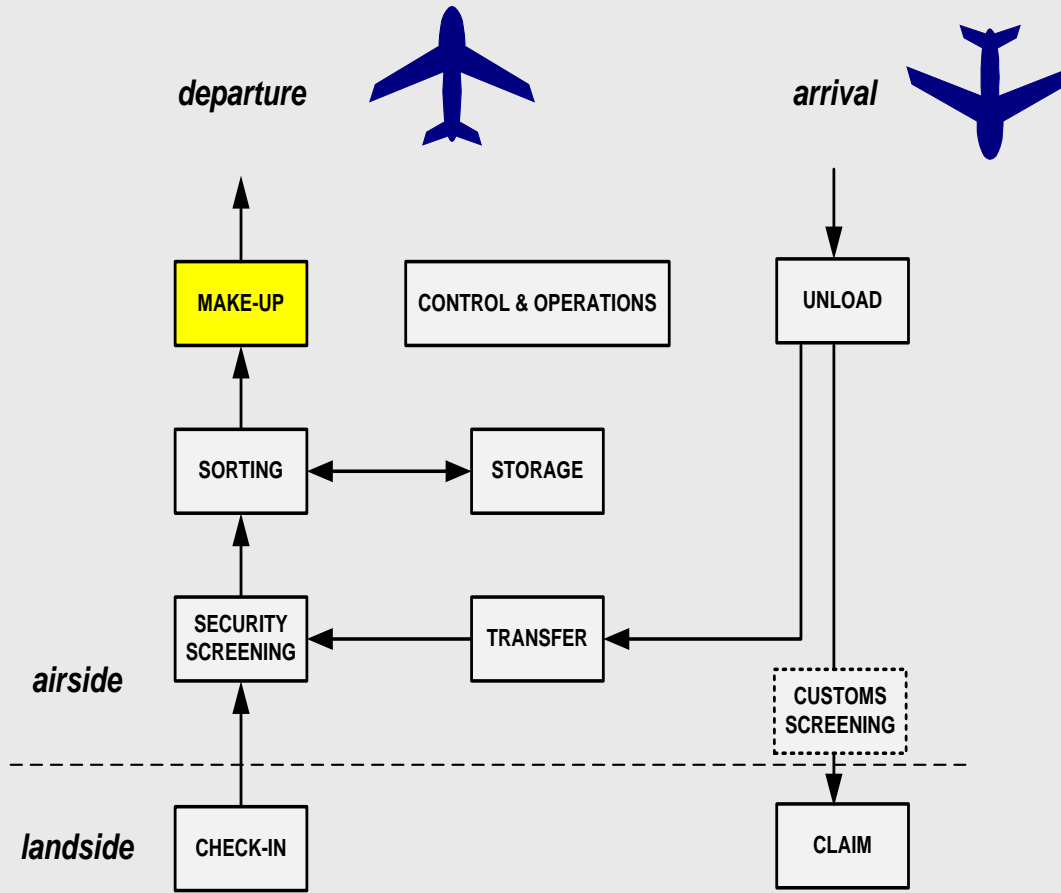 departure
arrival
MAKE-UP
CONTROL & OPERATIONS
UNLOAD
SORTING
STORAGE
SECURITY
SCREENING
TRANSFER
airside
CUSTOMS
SCREENING
landside
CHECK-IN
CLAIM